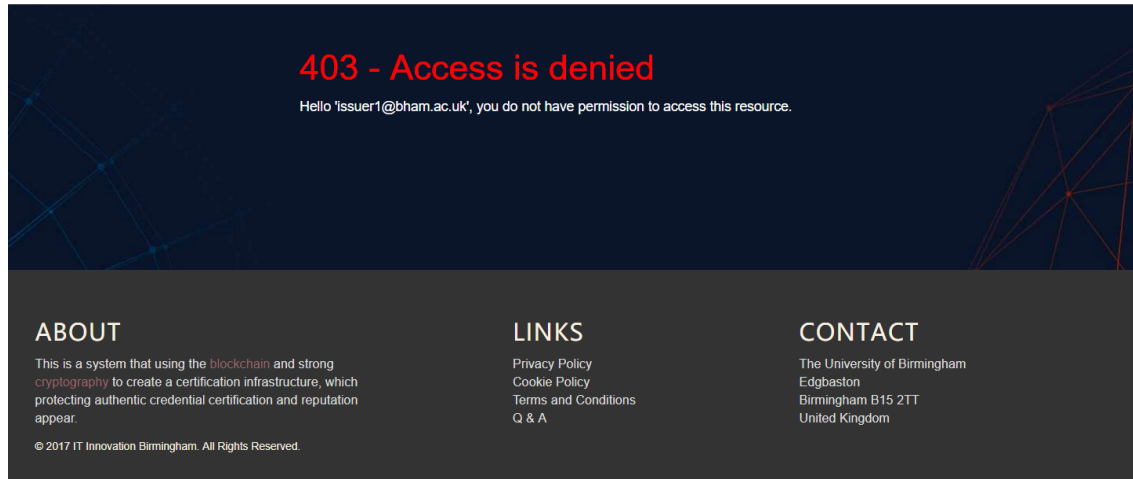 403 - Access is denied
Hello 'issuer1@bham.ac.uk', you do not have permission to access this resource.
ABOUT
This is a system that using the blockchain and strong
cryptography to create a certification infrastructure, which
protecting authentic credential certification and reputation
appear.
© 2017 IT Innovation Birmingham. All Rights Reserved.
LINKS
Privacy Policy
Cookie Policy
Terms and Conditions
Q & A
CONTACT
The University of Birmingham
Edgbaston
Birmingham B15 2TT
United Kingdom